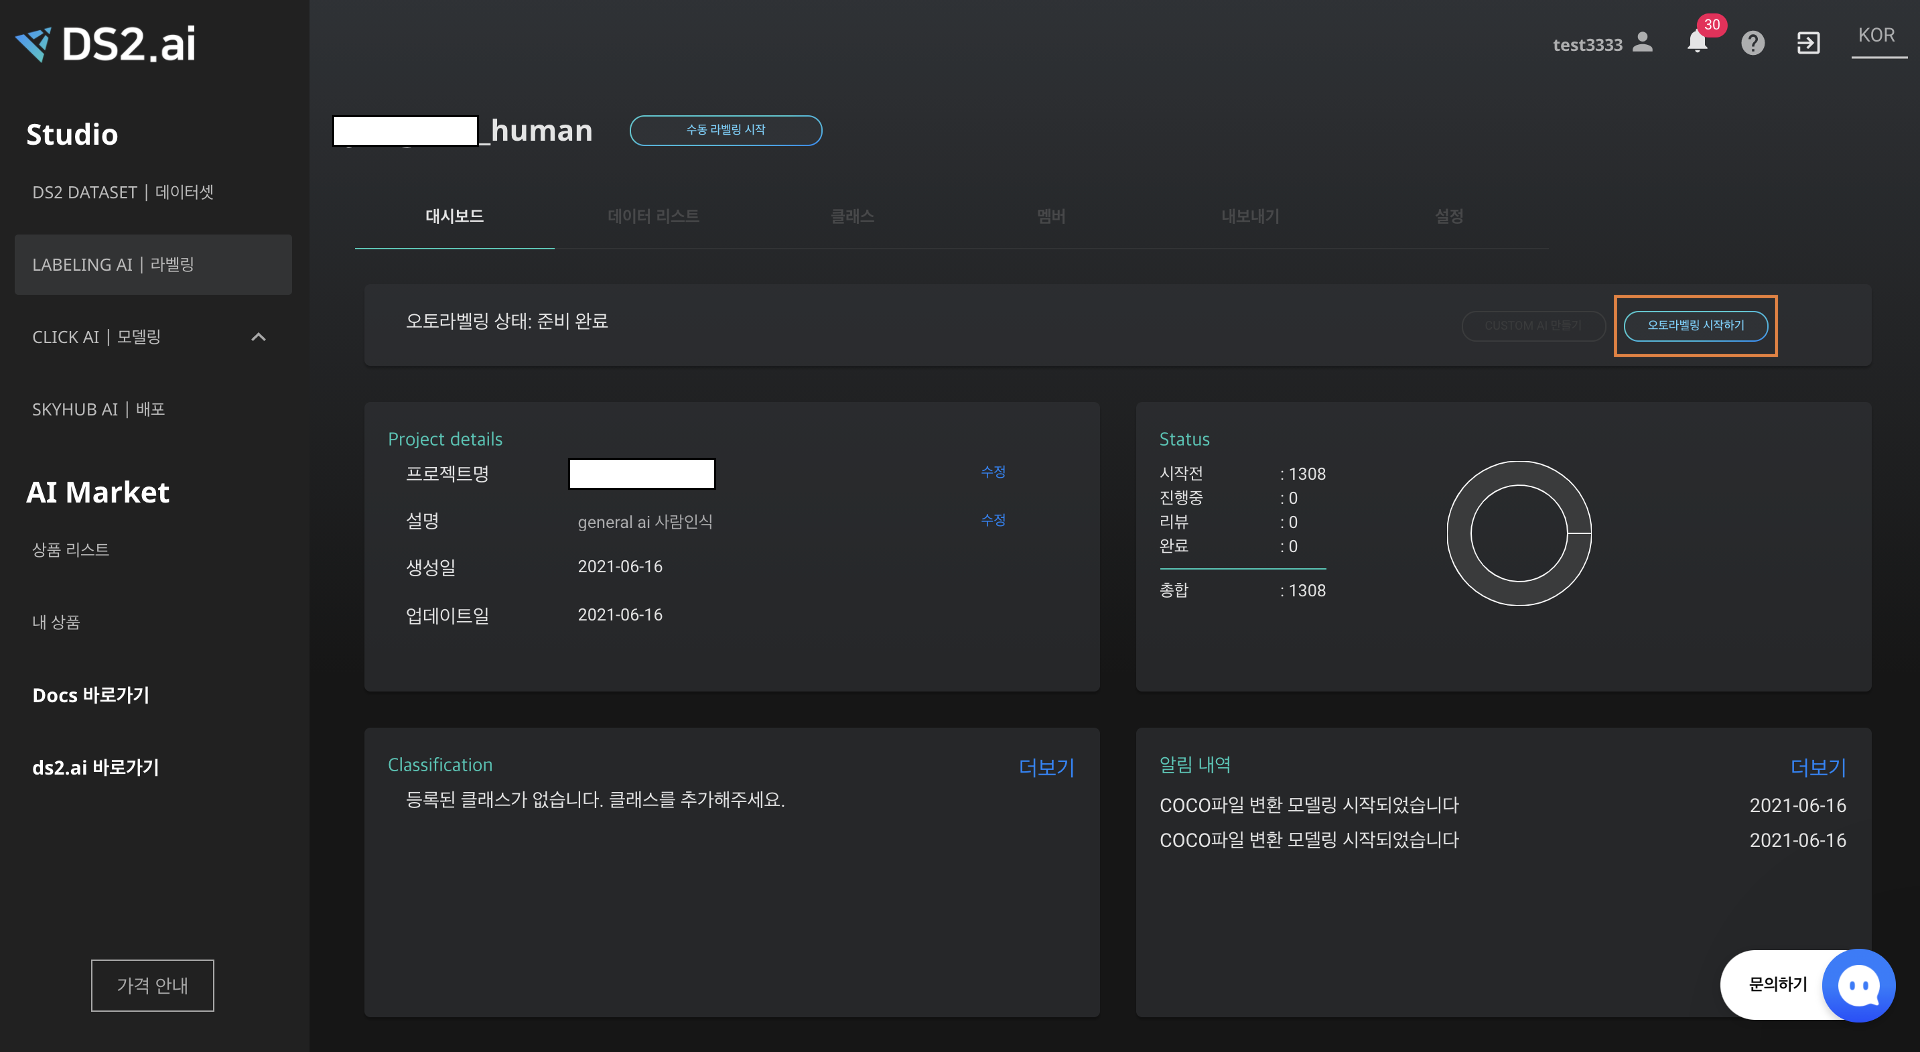 DS2.ai
test3333
30
KOR
Studio
DS2 DATASET | 데이터셋
LABELING AI | 라벨링
CLICK AI | 모델링
SKYHUB AI | 배포
AI Market
상품 리스트
내 상품
Docs 바로가기
ds2.ai 바로가기
가격 안내
_human
수동 라벨링 시작
대시보드
데이터 리스트
클래스
멤버
내보내기
설정
오토라벨링 상태: 준비 완료
CUSTOM AI 만들기
오토라벨링 시작하기
Project details
프로젝트명
수정
설명
general ai 사람인식
수정
생성일
2021-06-16
업데이트일
2021-06-16
Status
시작전 : 1308
진행중 : 0
리뷰 : 0
완료 : 0
총합 : 1308
Classification
더보기
등록된 클래스가 없습니다. 클래스를 추가해주세요.
알림 내역
더보기
COCO파일 변환 모델링 시작되었습니다 2021-06-16
COCO파일 변환 모델링 시작되었습니다 2021-06-16
문의하기